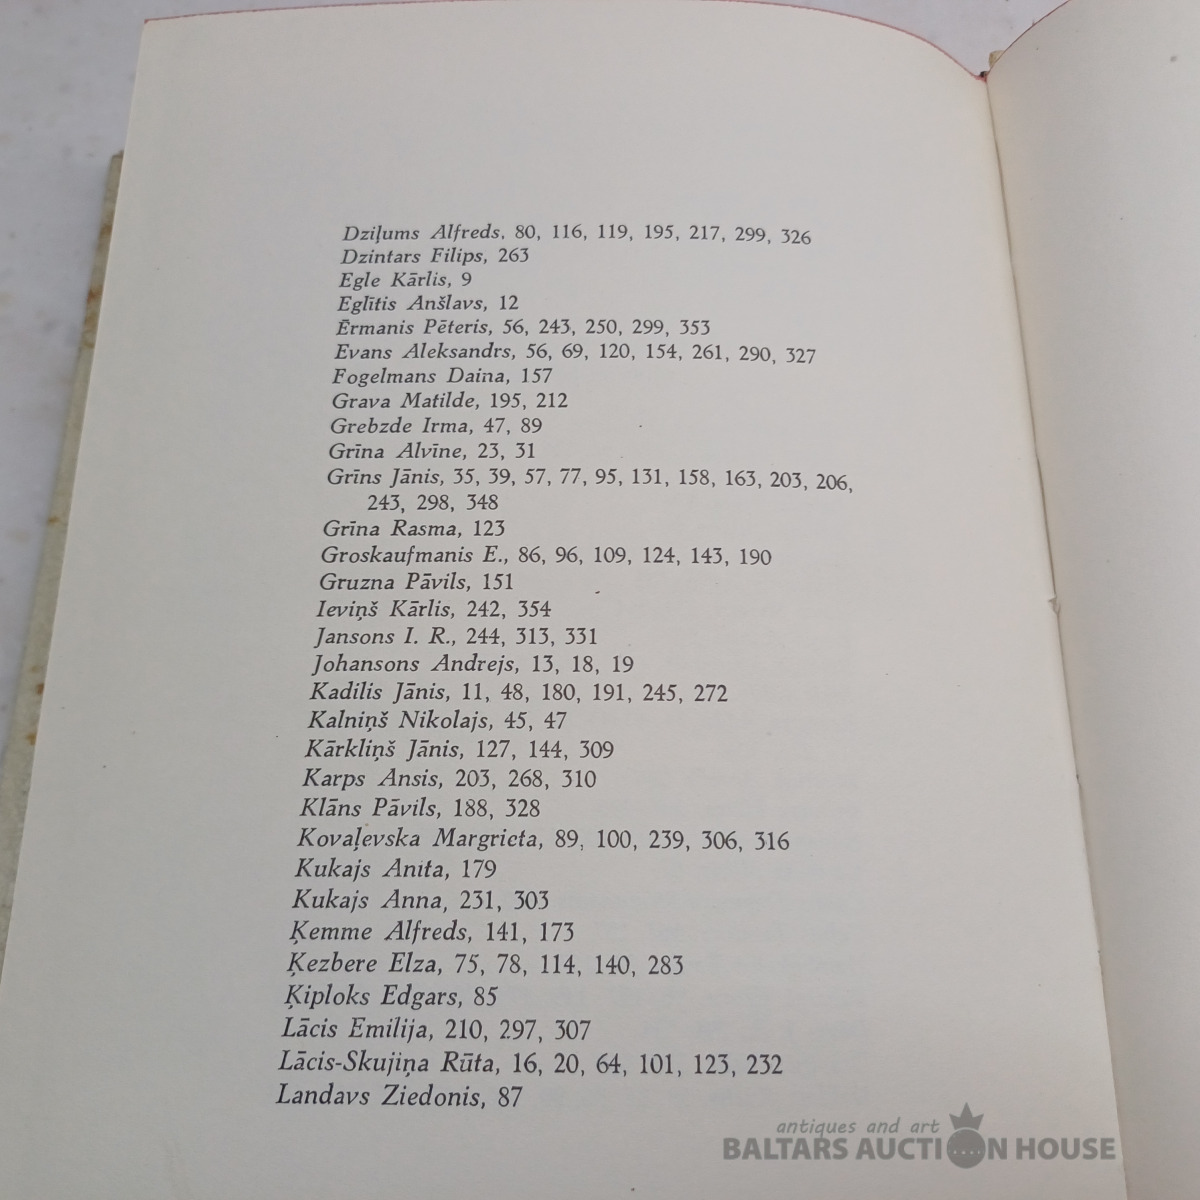 Dziļums Alfreds, 80, 116, 119, 195, 217, 299, 326
Dzintars Filips, 263
Egle Kārlis, 9
Eglītis Anšlavs, 12
Ērmanis Pēteris, 56, 243, 250, 299, 353
Evans Aleksandrs, 56, 69, 120, 154, 261, 290, 327
Fogelmans Daina, 157
Grava Matilde, 195, 212
Grebzde Irma, 47, 89
Grīna Alvīne, 23, 31
Grīns Jānis, 35, 39, 57, 77, 95, 131, 158, 163, 203, 206,
243, 298, 348
Grīna Rasma, 123
Groskaufmanis E., 86, 96, 109, 124, 143, 190
Gruzna Pāvils, 151
Ieviņš Kārlis, 242, 354
Jansons I. R., 244, 313, 331
Johansons Andrejs, 13, 18, 19
Kadilis Jānis, 11, 48, 180, 191, 245, 272
Kalniņš Nikolajs, 45, 47
Kārkliņš Jānis, 127, 144, 309
Karps Ansis, 203, 268, 310
Klāns Pāvils, 188, 328
Kovaļevska Margrieta, 89, 100, 239, 306, 316
Kukajs Anita, 179
Kukajs Anna, 231, 303
Ķemme Alfreds, 141, 173
Ķezbere Elza, 75, 78, 114, 140, 283
Ķiploks Edgars, 85
Lācis Emilija, 210, 297, 307
Lācis-Skujiņa Rūta, 16, 20, 64, 101, 123, 232
Landavs Ziedonis, 87
antiques and art
BALTARS AUCTION HOUSE